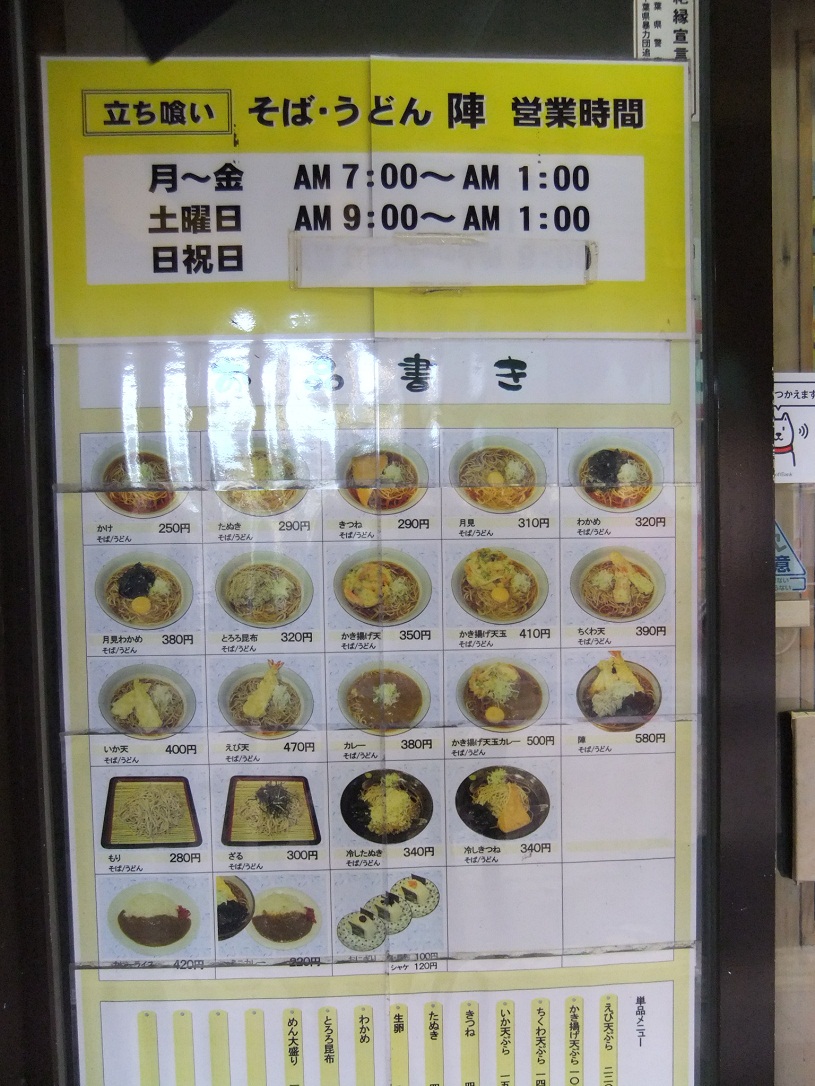 絶縁宣言
立ち喰い そば・うどん 陣 営業時間
月～金 AM 7:00～AM 1:00
土曜日 AM 9:00～AM 1:00
日祝日
書き
かけ 250円
そば/うどん
たぬき 290円
そば/うどん
きつね 290円
そば/うどん
月見 310円
そば/うどん
わかめ 320円
そば/うどん
月見わかめ 380円
そば/うどん
とろろ昆布 320円
そば/うどん
かき揚げ天 350円
そば/うどん
かき揚げ天玉 410円
そば/うどん
ちくわ天 390円
そば/うどん
いか天 400円
そば/うどん
えび天 470円
そば/うどん
カレー 380円
そば/うどん
かき揚げ天玉カレー 500円
そば/うどん
陣 580円
そば/うどん
もり 280円
そば/うどん
ざる 300円
そば/うどん
冷したぬき 340円
そば/うどん
冷しきつね 340円
そば/うどん
420円
カレー
100円
シャケ 120円
単品メニュー
えび天ぷら
かき揚げ天ぷら
ちくわ天ぷら
いか天ぷら
きつね
たぬき
生卵
わかめ
とろろ昆布
めん大盛り
つかえます